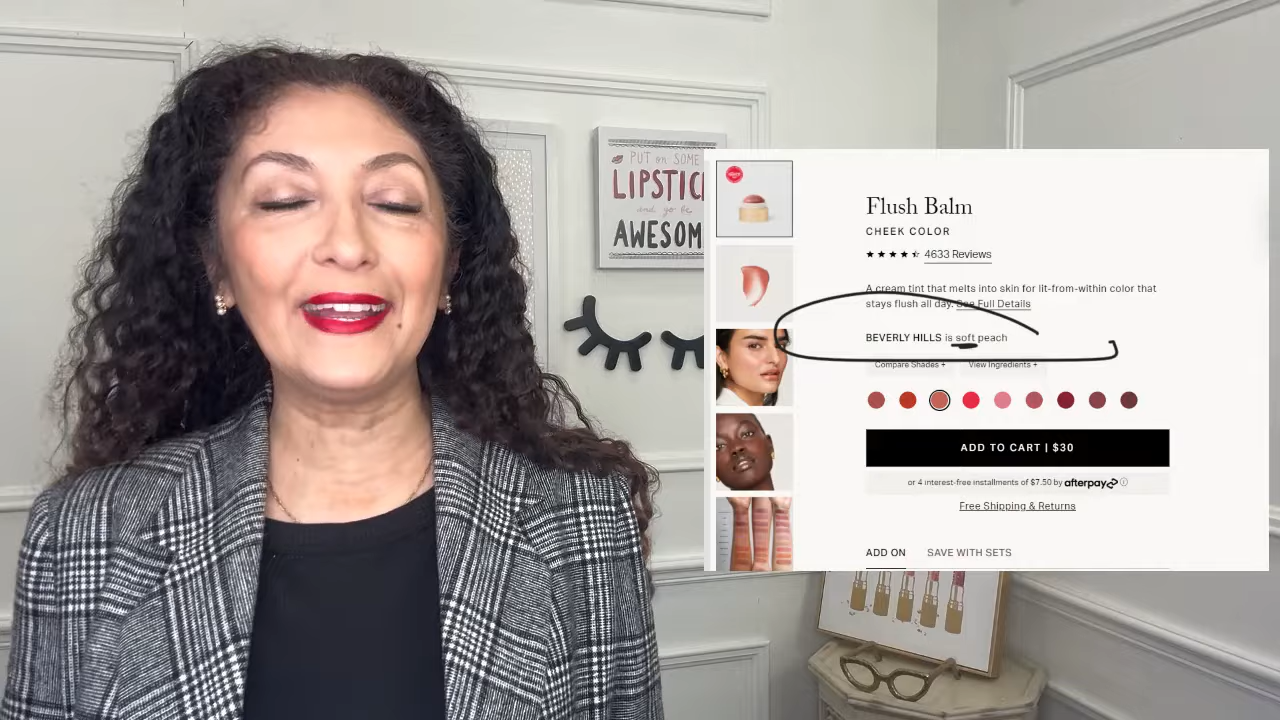 PUT on SOME
LIPSTIC
and go be
AWESOM
Flush Balm
CHEEK COLOR
4633 Reviews
A cream tint that melts into skin for lit-from-within color that
stays flush all day. See Full Details
BEVERLY HILLS is soft peach
Compare Shades +
View Ingredients +
ADD TO CART | $30
or 4 interest-free installments of $7.50 by afterpay
Free Shipping & Returns
ADD ON
SAVE WITH SETS